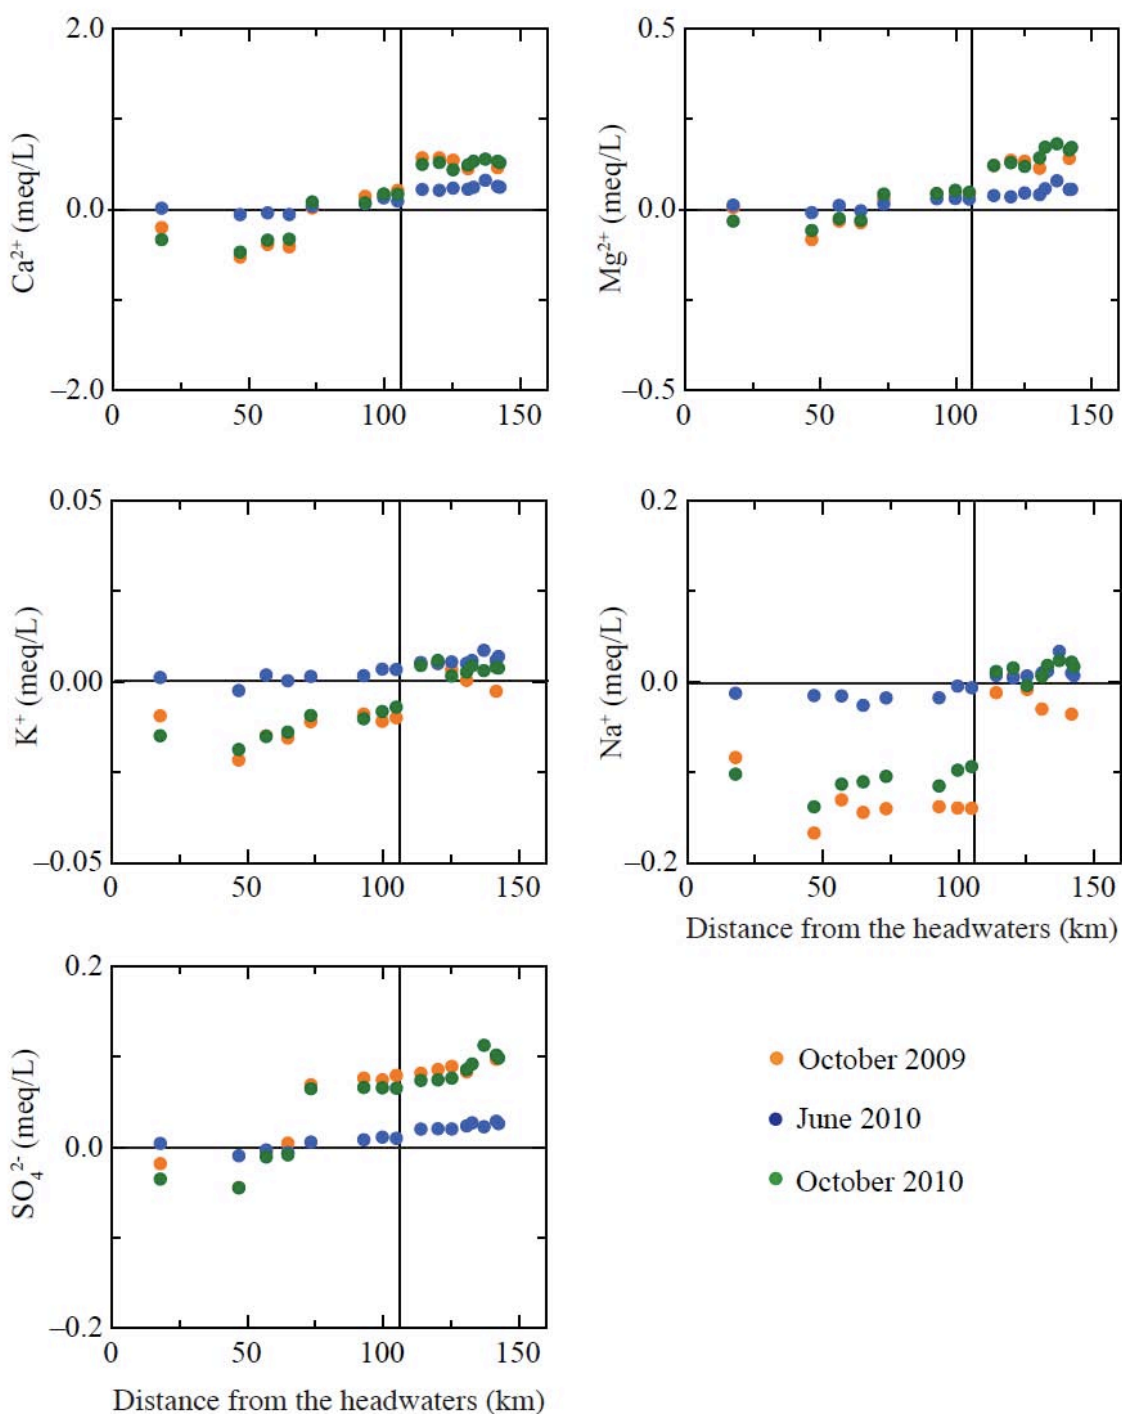 2.0
0.0
–2.0
Ca²⁺ (meq/L)
0 50 100 150
0.5
0.0
–0.5
Mg²⁺ (meq/L)
0 50 100 150
0.05
0.00
–0.05
K⁺ (meq/L)
0 50 100 150
0.2
0.0
–0.2
Na⁺ (meq/L)
0 50 100 150
Distance from the headwaters (km)
0.2
0.0
–0.2
SO₄²⁻ (meq/L)
0 50 100 150
Distance from the headwaters (km)
October 2009
June 2010
October 2010